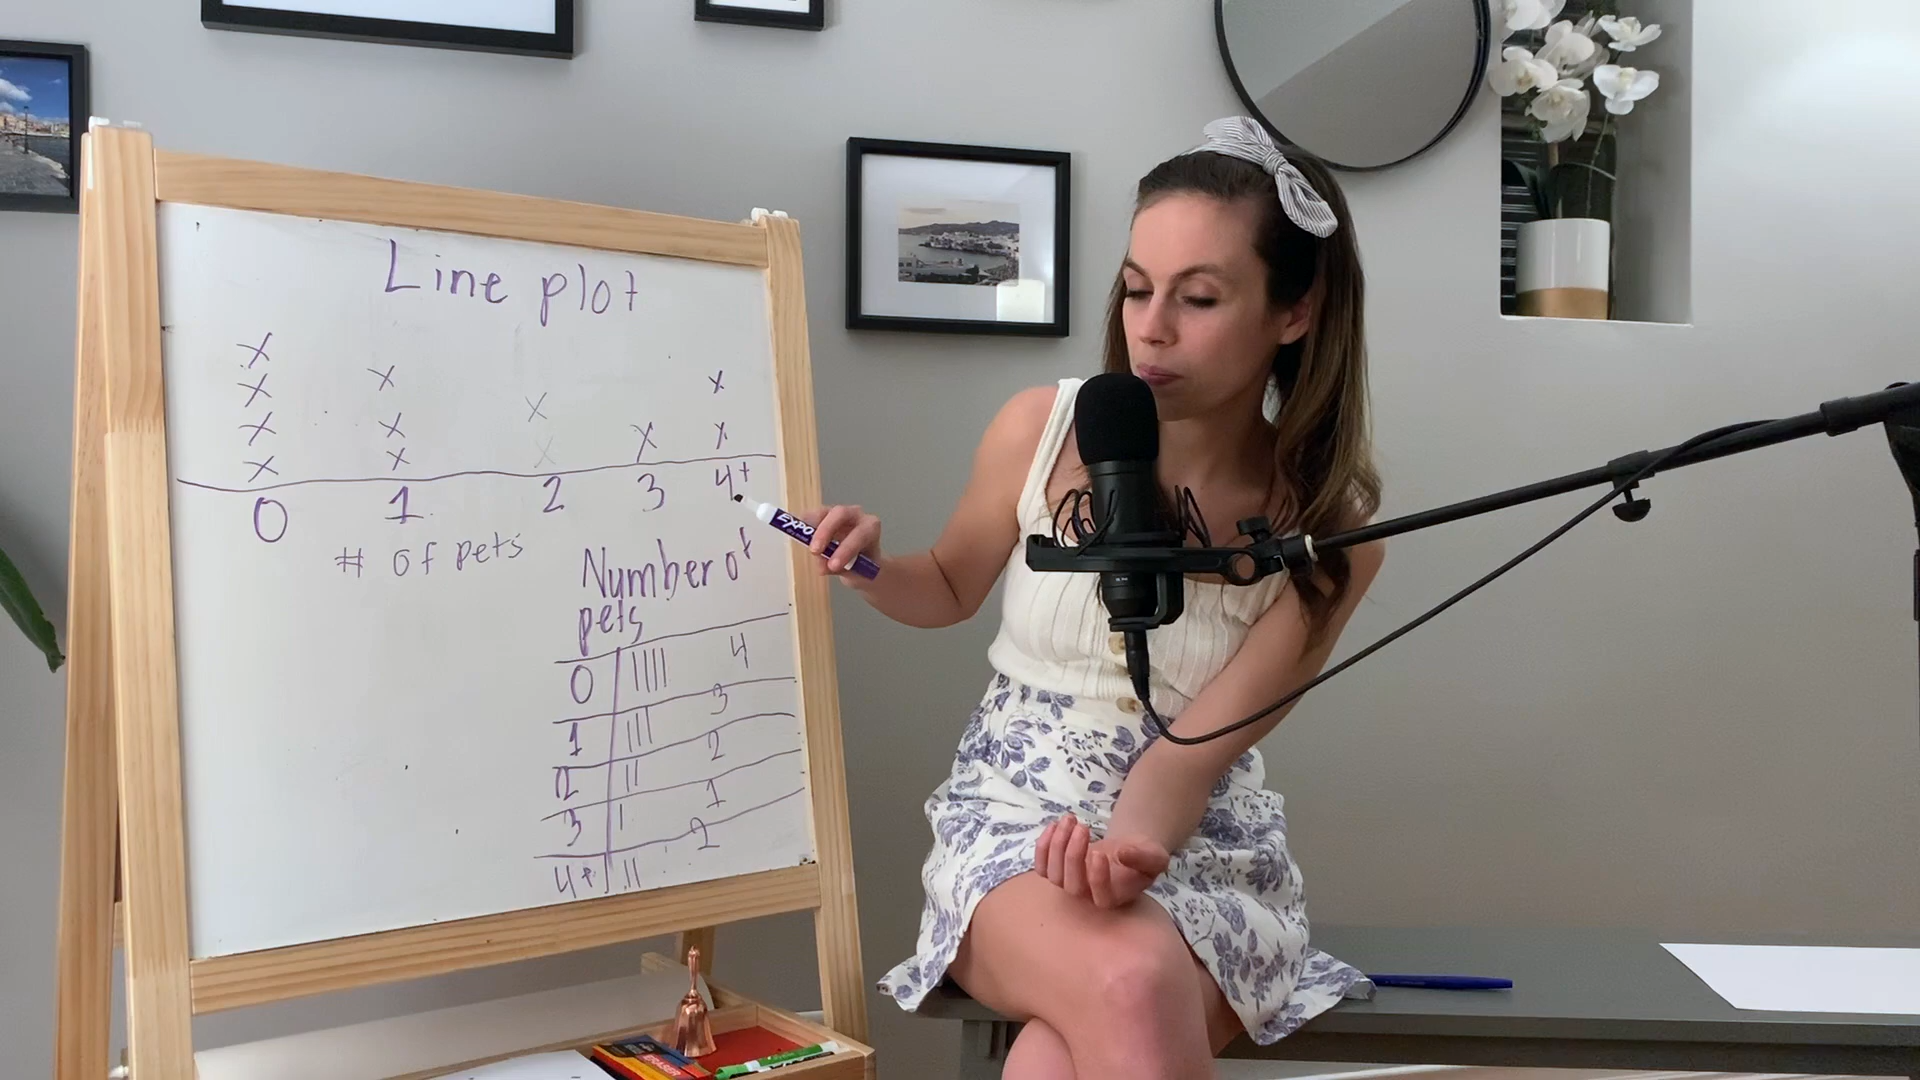 Line plot
x
x x x
x x
x x x x
x x x
0 1 2 3 4+
# of pets
EXPO
Number of
pets
0 |||| 4
1 ||| 3
2 || 2
3 | 1
4+ || 2
ERASER